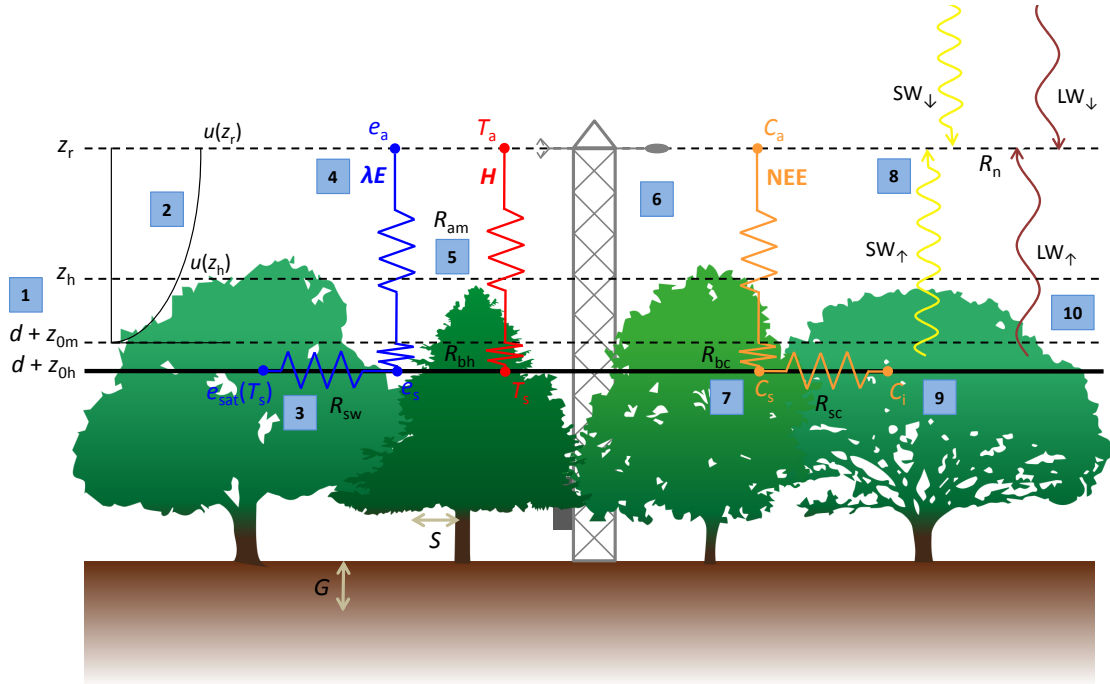 SW↓
LW↓
u(z_r)
e_a
T_a
C_a
z_r
R_n
4
λE
H
NEE
8
2
6
R_am
5
SW↑
LW↑
z_h
u(z_h)
1
10
d + z_0m
d + z_0h
R_bh
R_bc
e_sat(T_s)
e_s
T_s
C_s
C_i
3
R_sw
7
R_sc
9
S
G